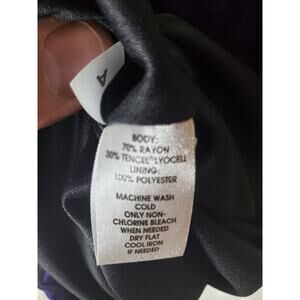 A
BODY:
70% RAYON
30% TENCEL® LYOCELL
LINING:
100% POLYESTER
MACHINE WASH
COLD
ONLY NON-
CHLORINE BLEACH
WHEN NEEDED
DRY FLAT
COOL IRON
IF NEEDED